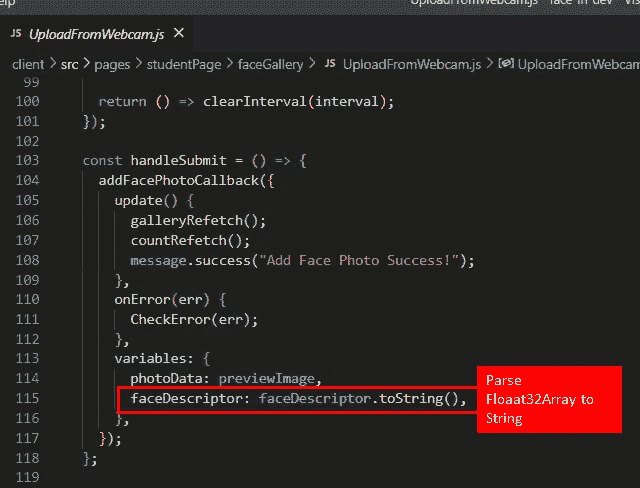 elp
UploadFromWebcam.js - face in dev - Vis
JS UploadFromWebcam.js ✕
client > src > pages > studentPage > faceGallery > JS UploadFromWebcam.js > UploadFromWebcam
99
100 return () => clearInterval(interval);
101 });
102
103 const handleSubmit = () => {
104 addFacePhotoCallback({
105 update() {
106 galleryRefetch();
107 countRefetch();
108 message.success("Add Face Photo Success!");
109 },
110 onError(err) {
111 CheckError(err);
112 },
113 variables: {
114 photoData: previewImage,
115 faceDescriptor: faceDescriptor.toString(),
116 },
117 });
118 };
119
Parse
Floaat32Array to
String